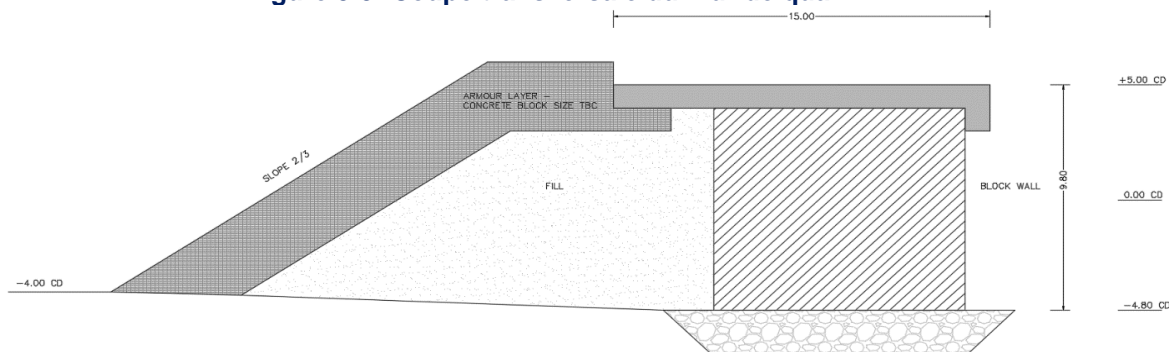 15.00
+5.00 CD
ARMOUR LAYER –
CONCRETE BLOCK SIZE TBC
SLOPE 2/3
FILL
BLOCK WALL
9.80
0.00 CD
-4.00 CD
-4.80 CD